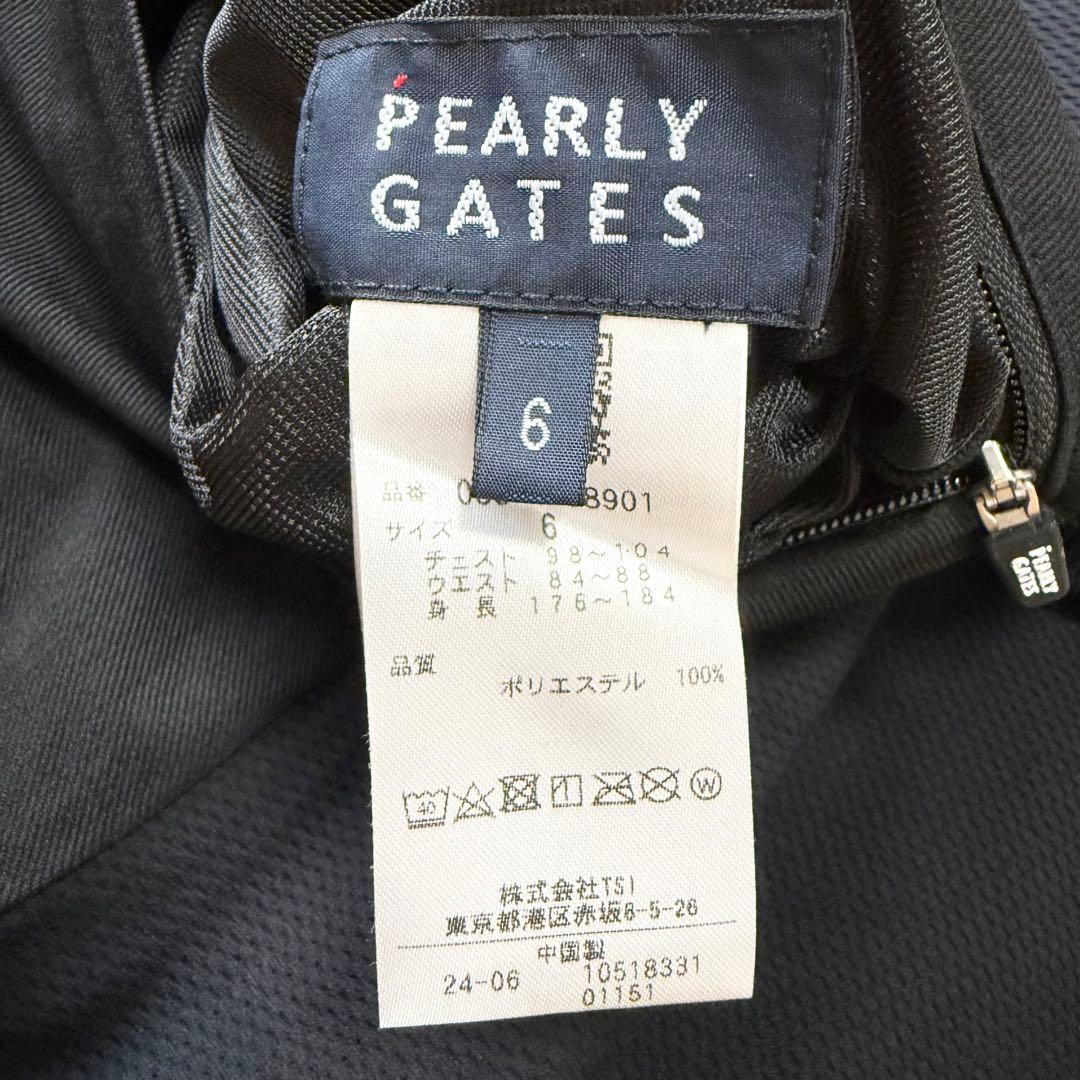 PEARLY
GATES
6
品番 8901
サイズ 6
チェスト 98～104
ウエスト 84～88
身長 176～184
品質
ポリエステル 100%
40
W
株式会社TSI
東京都港区赤坂8-5-26
中国製
24-06 10518331
01151
PEARLY
GATES